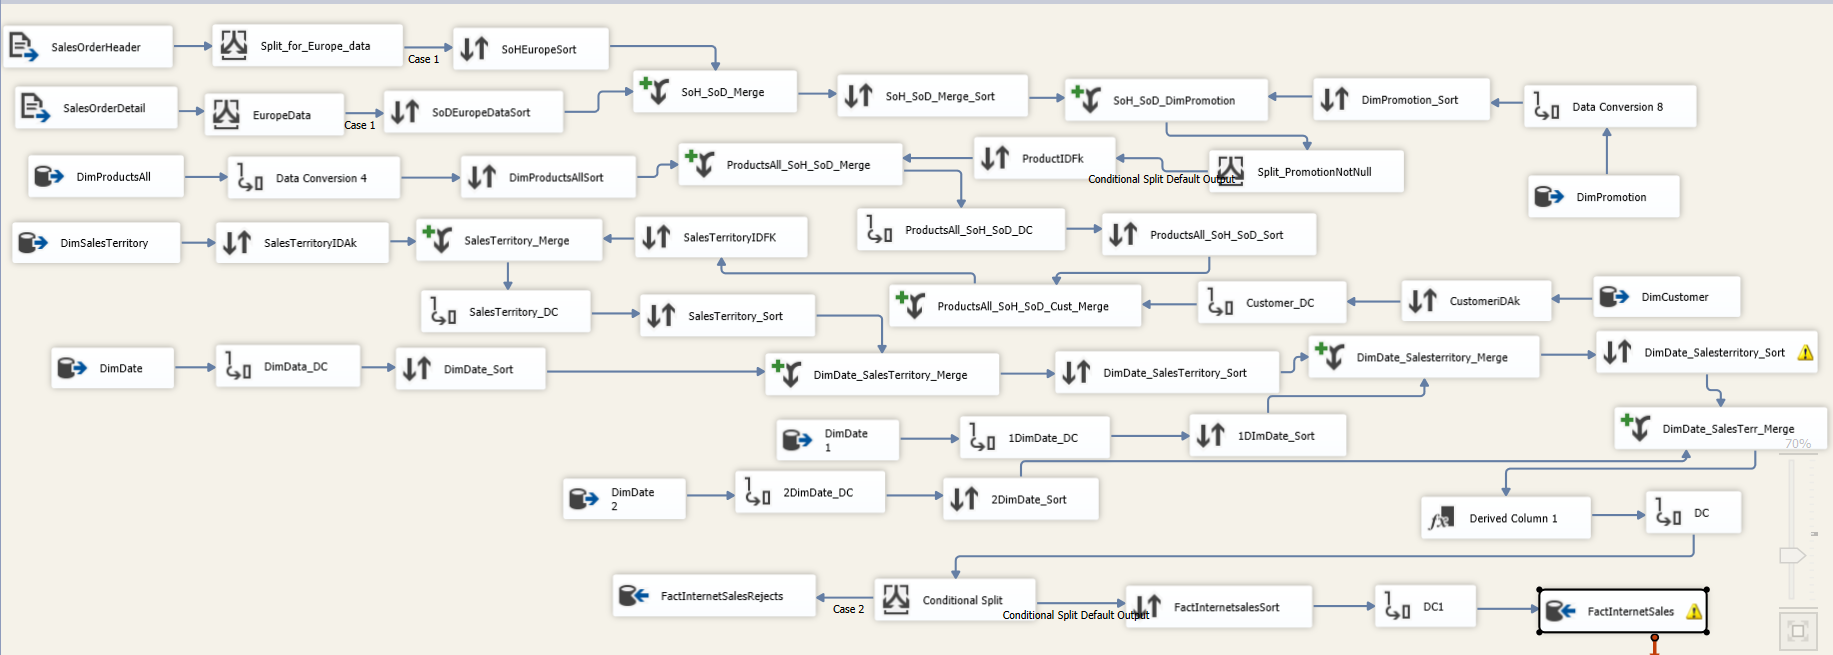 SalesOrderHeader
Split_for_Europe_data
Case 1
SoHEuropeSort
SalesOrderDetail
EuropeData
Case 1
SoDEuropeDataSort
SoH_SoD_Merge
SoH_SoD_Merge_Sort
SoH_SoD_DimPromotion
DimPromotion_Sort
Data Conversion 8
DimProductsAll
Data Conversion 4
DimProductsAllSort
ProductsAll_SoH_SoD_Merge
ProductIDFk
Conditional Split Default Output
Split_PromotionNotNull
DimPromotion
DimSalesTerritory
SalesTerritoryIDAk
SalesTerritory_Merge
SalesTerritoryIDFK
ProductsAll_SoH_SoD_DC
ProductsAll_SoH_SoD_Sort
SalesTerritory_DC
SalesTerritory_Sort
ProductsAll_SoH_SoD_Cust_Merge
Customer_DC
CustomeriDAk
DimCustomer
DimDate
DimData_DC
DimDate_Sort
DimDate_SalesTerritory_Merge
DimDate_SalesTerritory_Sort
DimDate_Salesterritory_Merge
DimDate_Salesterritory_Sort
DimDate
1
1DimDate_DC
1DImDate_Sort
DimDate_SalesTerr_Merge
70%
DimDate
2
2DimDate_DC
2DimDate_Sort
Derived Column 1
DC
FactInternetSalesRejects
Case 2
Conditional Split
Conditional Split Default Output
FactInternetsalesSort
DC1
FactInternetSales